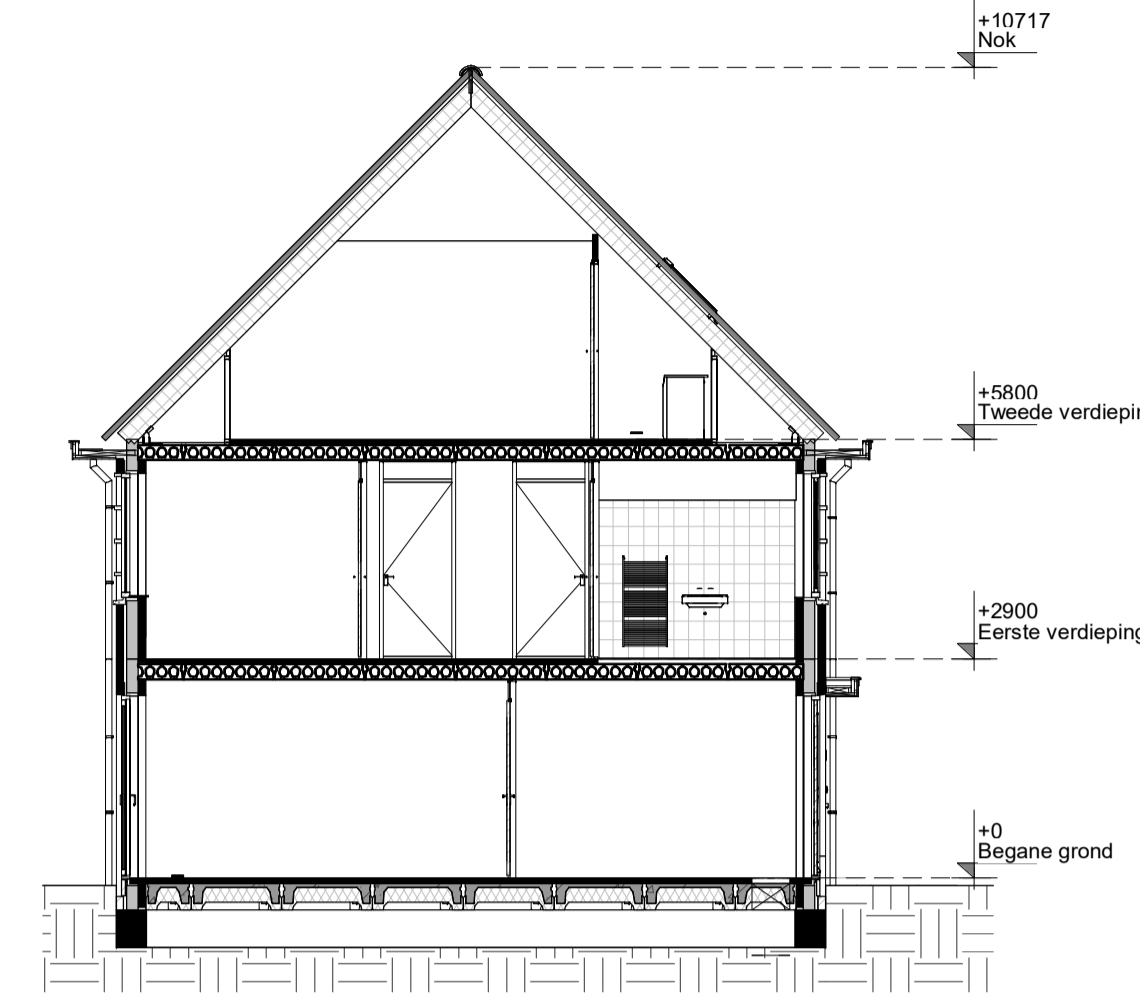 +10717
Nok
+5800
Tweede verdiepin
+2900
Eerste verdieping
+0
Begane grond